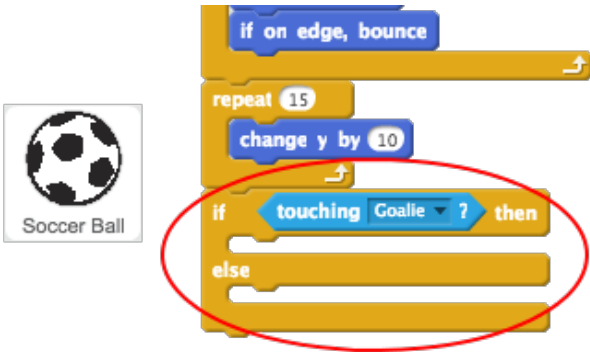 if on edge, bounce
repeat 15
change y by 10
if touching Goalie ? then
else
Soccer Ball